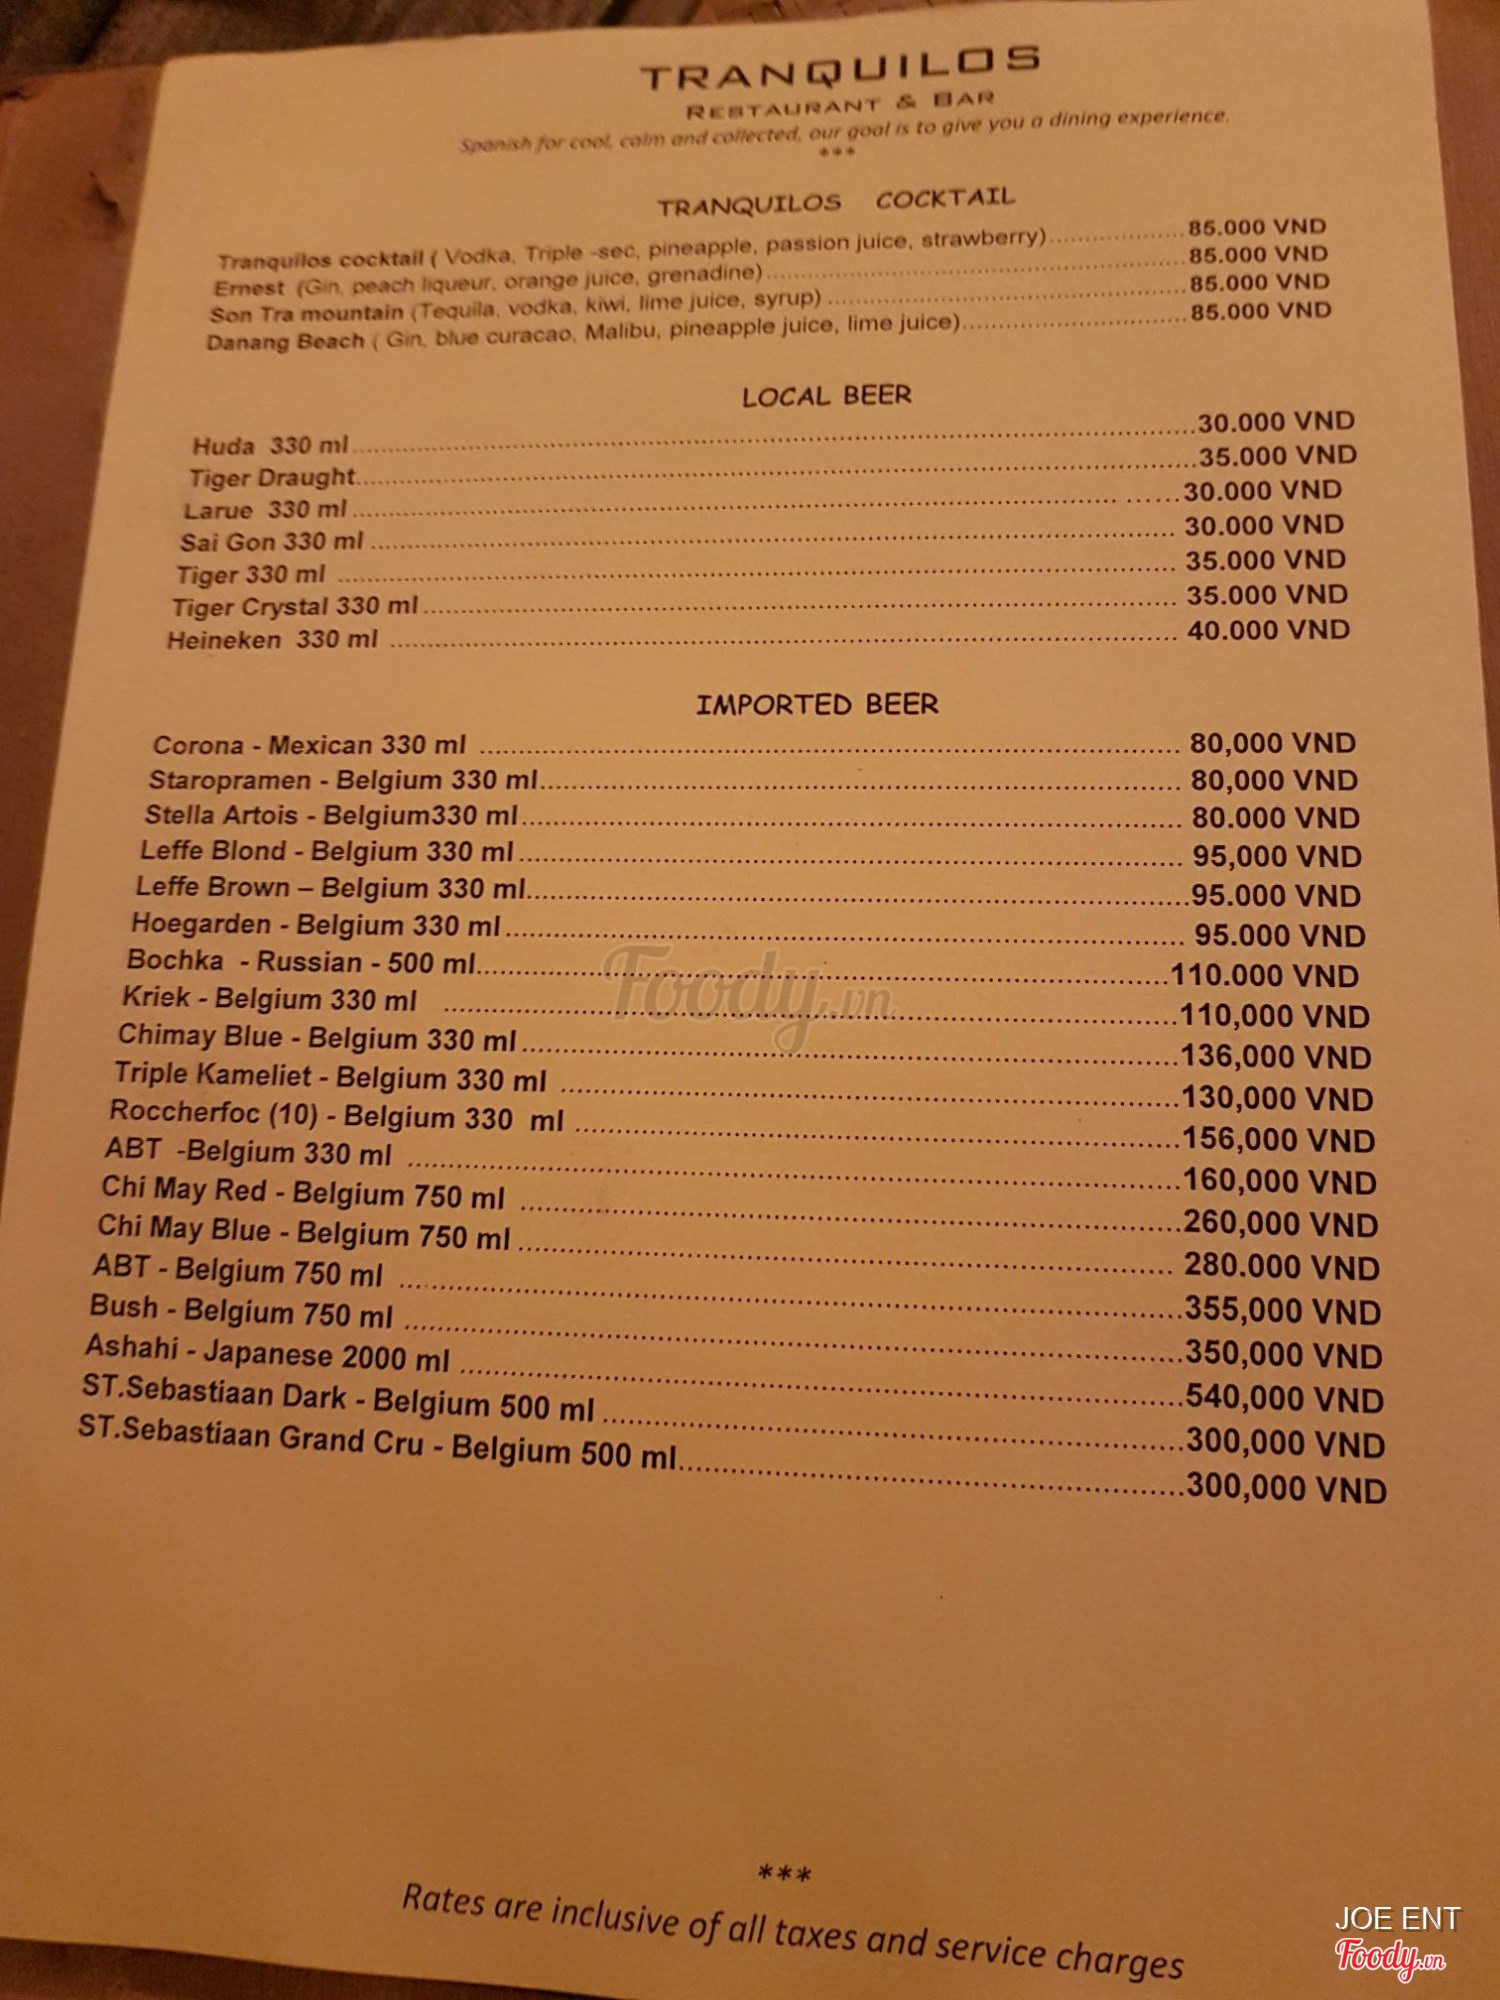 TRANQUILOS
RESTAURANT & BAR
Spanish for cool, calm and collected, our goal is to give you a dining experience.
***
TRANQUILOS COCKTAIL
Tranquilos cocktail ( Vodka, Triple -sec, pineapple, passion juice, strawberry)..................85.000 VND
Ernest (Gin, peach liqueur, orange juice, grenadine)..................85.000 VND
Son Tra mountain (Tequila, vodka, kiwi, lime juice, syrup) ..................85.000 VND
Danang Beach ( Gin, blue curacao, Malibu, pineapple juice, lime juice)..................85.000 VND
LOCAL BEER
Huda 330 ml..................30.000 VND
Tiger Draught..................35.000 VND
Larue 330 ml.................. ......30.000 VND
Sai Gon 330 ml .................. 30.000 VND
Tiger 330 ml .................. 35.000 VND
Tiger Crystal 330 ml.................. 35.000 VND
Heineken 330 ml .................. 40.000 VND
IMPORTED BEER
Corona - Mexican 330 ml .................. 80,000 VND
Staropramen - Belgium 330 ml.................. 80,000 VND
Stella Artois - Belgium330 ml.................. 80.000 VND
Leffe Blond - Belgium 330 ml.................. 95,000 VND
Leffe Brown – Belgium 330 ml..................95.000 VND
Hoegarden - Belgium 330 ml.................. 95.000 VND
Bochka - Russian - 500 ml..................110.000 VND
Kriek - Belgium 330 ml ..................110,000 VND
Chimay Blue - Belgium 330 ml..................136,000 VND
Triple Kameliet - Belgium 330 ml ..................130,000 VND
Roccherfoc (10) - Belgium 330 ml ..................156,000 VND
ABT -Belgium 330 ml ..................160,000 VND
Chi May Red - Belgium 750 ml ..................260,000 VND
Chi May Blue - Belgium 750 ml.................. 280.000 VND
ABT - Belgium 750 ml ..................355,000 VND
Bush - Belgium 750 ml ..................350,000 VND
Ashahi - Japanese 2000 ml ..................540,000 VND
ST.Sebastiaan Dark - Belgium 500 ml ..................300,000 VND
ST.Sebastiaan Grand Cru - Belgium 500 ml..................300,000 VND
Foody.vn
***
Rates are inclusive of all taxes and service charges
JOE ENT
Foody.vn